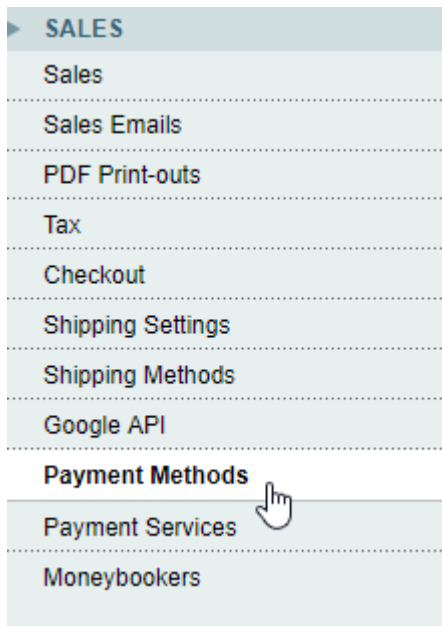 SALES
Sales
Sales Emails
PDF Print-outs
Tax
Checkout
Shipping Settings
Shipping Methods
Google API
Payment Methods
Payment Services
Moneybookers